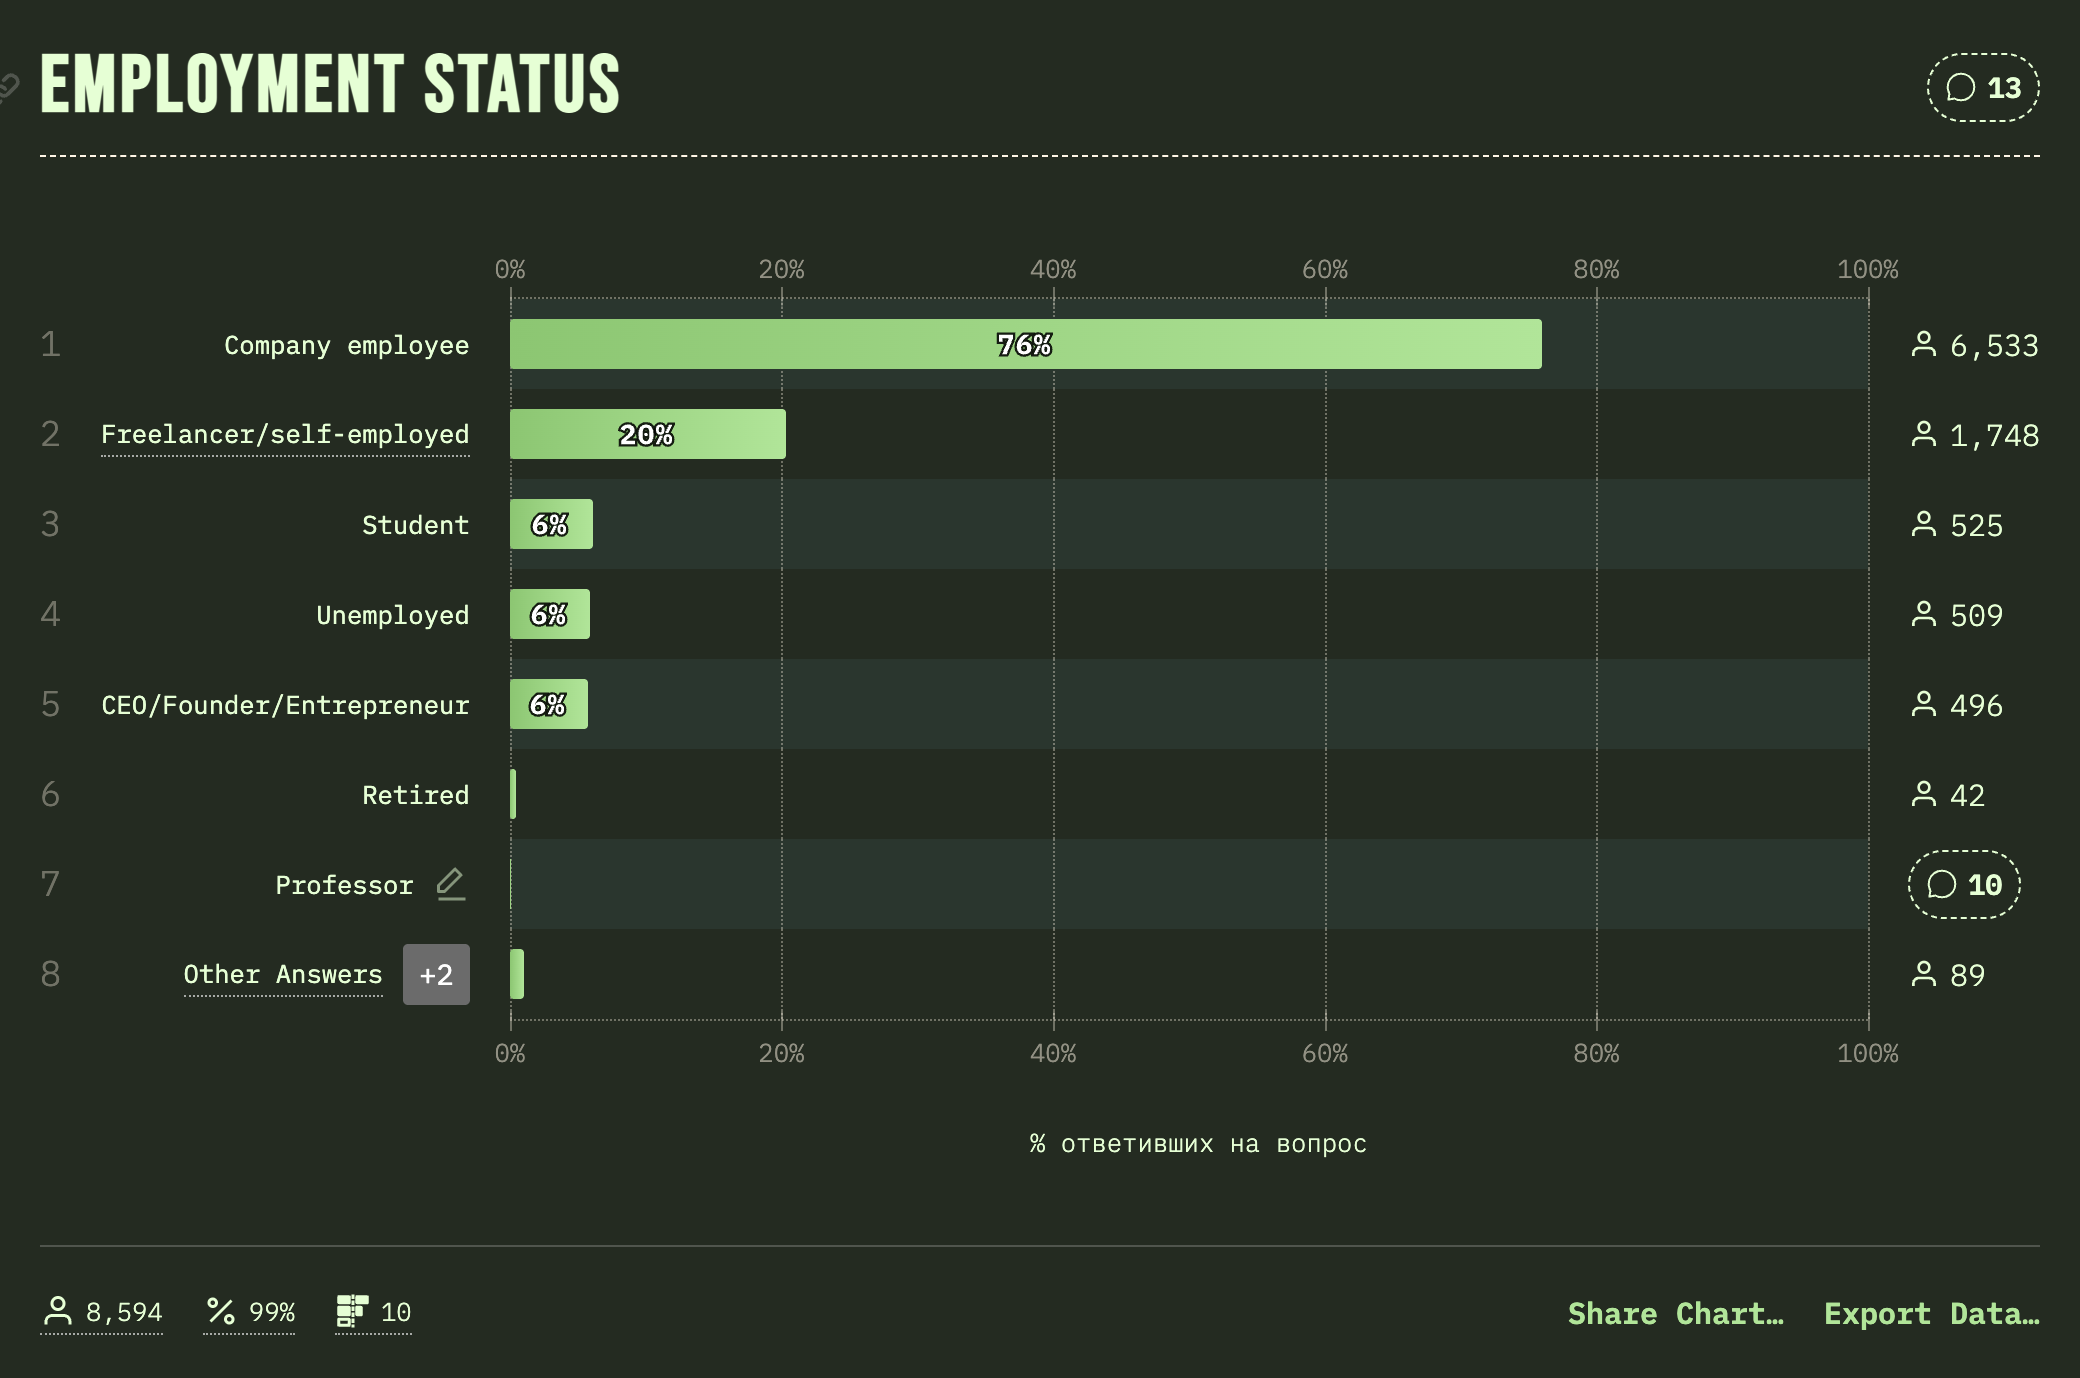 EMPLOYMENT STATUS
13
0% 20% 40% 60% 80% 100%
1 Company employee 76% 6,533
2 Freelancer/self-employed 20% 1,748
3 Student 6% 525
4 Unemployed 6% 509
5 CEO/Founder/Entrepreneur 6% 496
6 Retired 42
7 Professor 10
8 Other Answers +2 89
0% 20% 40% 60% 80% 100%
% ответивших на вопрос
8,594 99% 10 Share Chart… Export Data…